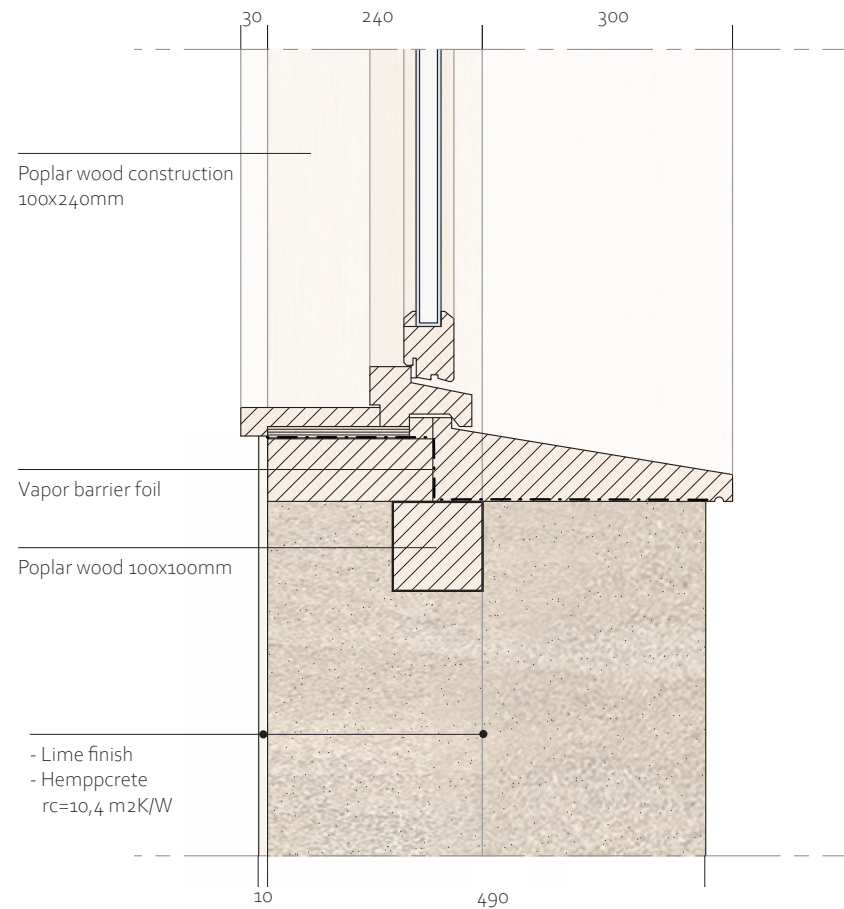 30 240 300
Poplar wood construction
100x240mm
Vapor barrier foil
Poplar wood 100x100mm
- Lime finish
- Hemppcrete
rc=10,4 m2K/W
10 490